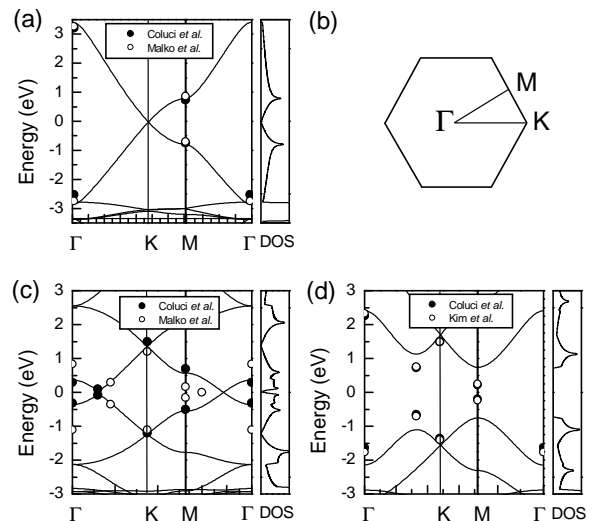 (a)
Coluci et al.
Malko et al.
Energy (eV)
3
2
1
0
-1
-2
-3
Γ K M Γ DOS
(b)
M
Γ K
(c)
Coluci et al.
Malko et al.
Energy (eV)
3
2
1
0
-1
-2
-3
Γ K M Γ DOS
(d)
Coluci et al.
Kim et al.
Energy (eV)
3
2
1
0
-1
-2
-3
Γ K M Γ DOS